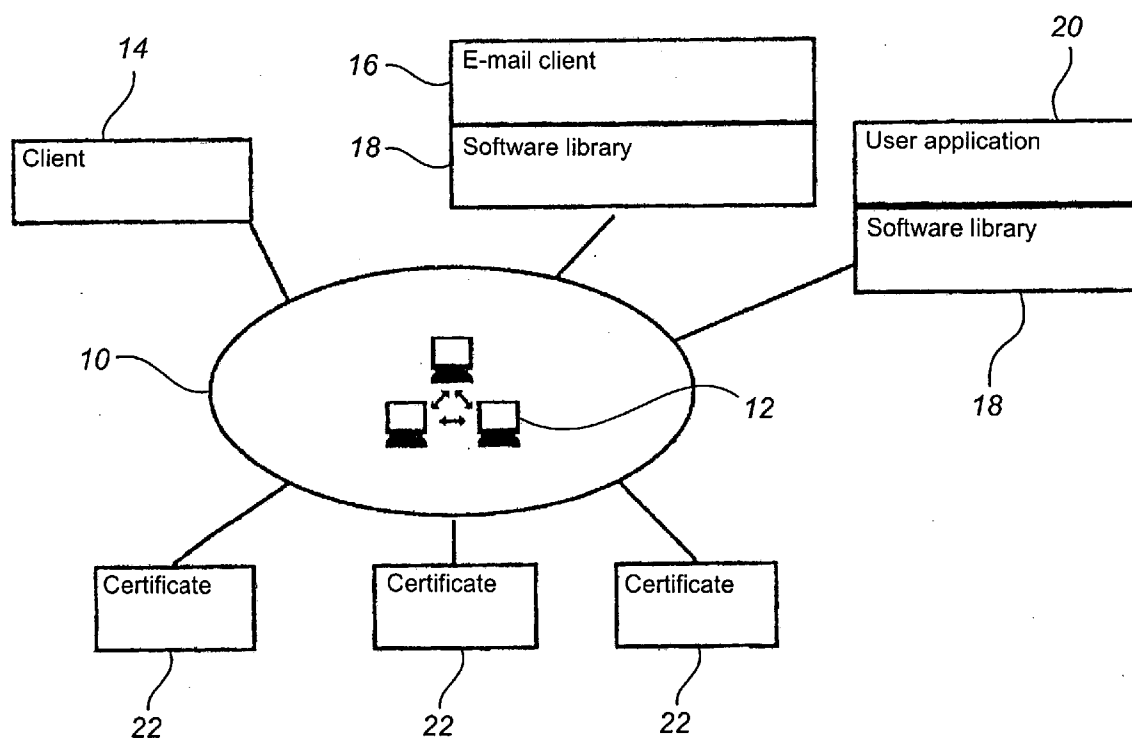 14
16
E-mail client
20
18
Software library
Client
User application
Software library
10
12
18
Certificate
Certificate
Certificate
22
22
22